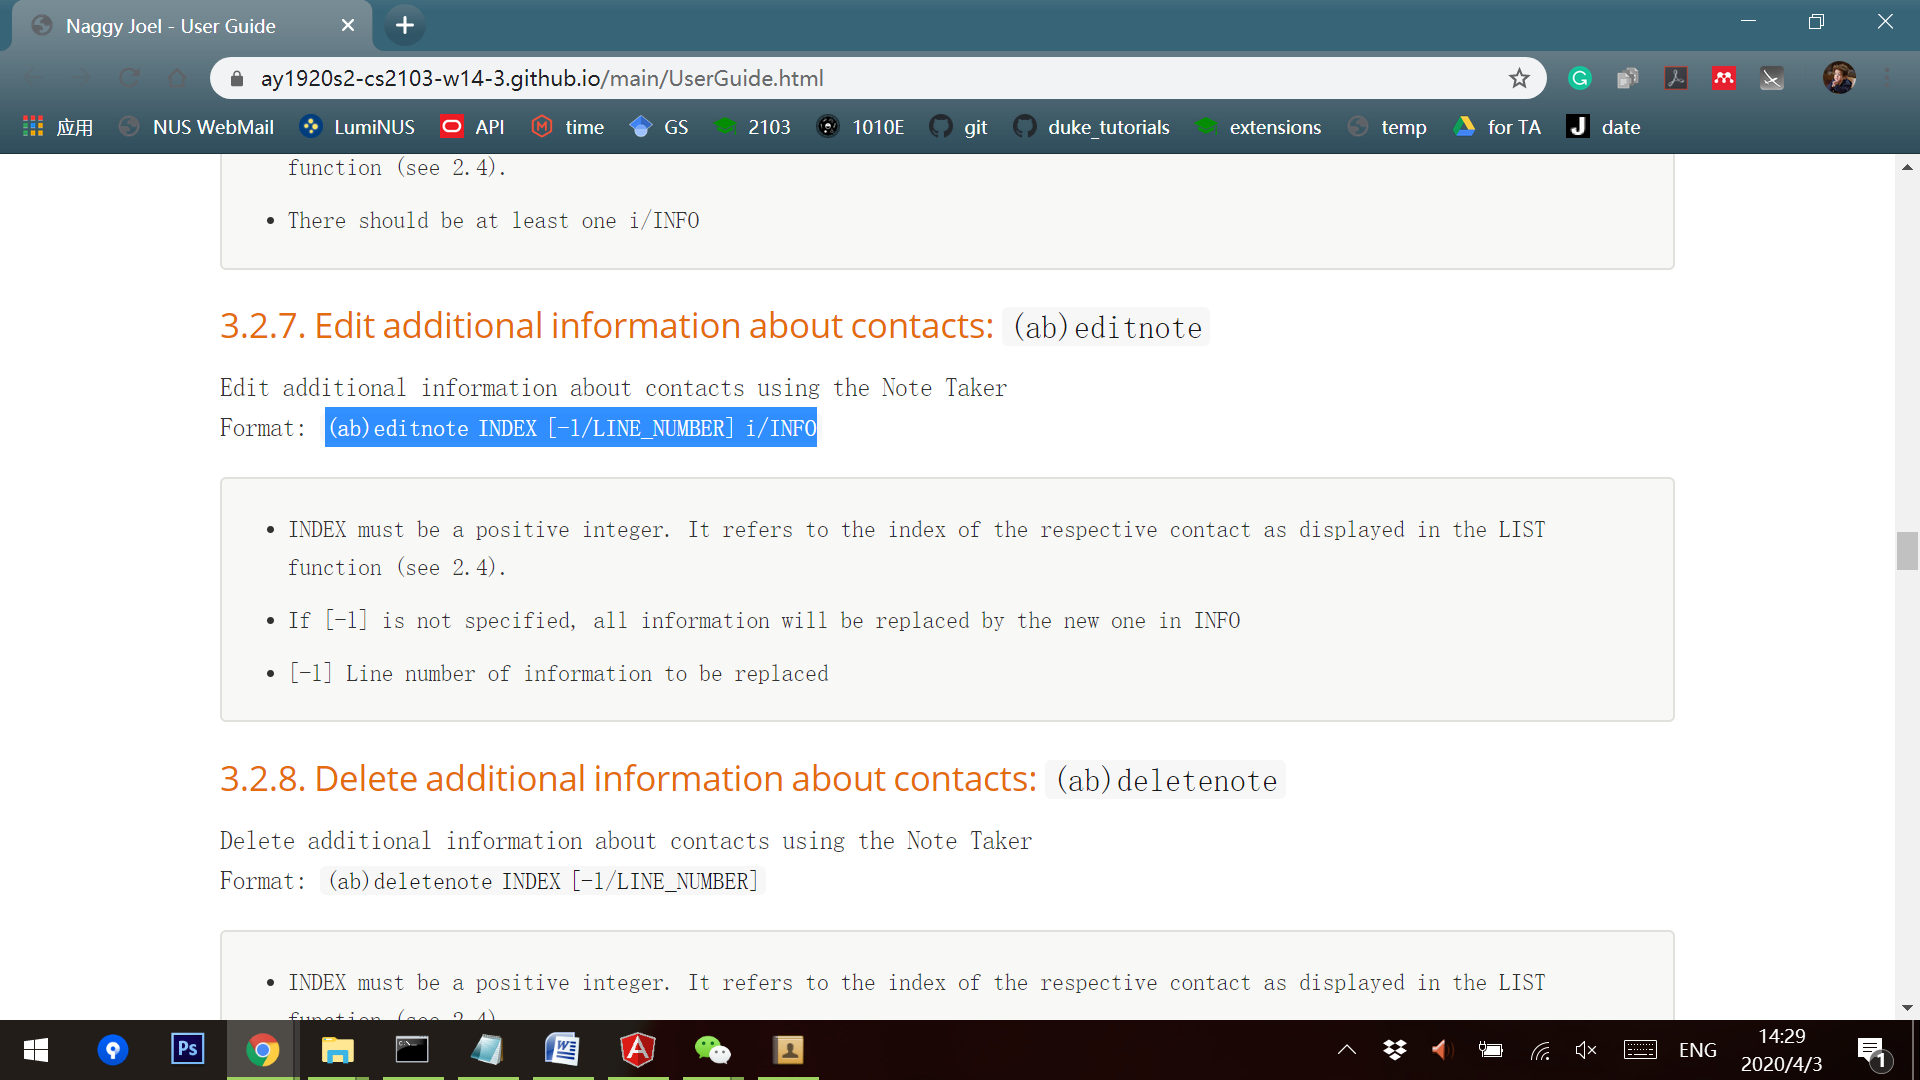 Naggy Joel - User Guide
ay1920s2-cs2103-w14-3.github.io/main/UserGuide.html
应用 NUS WebMail LumiNUS API time GS 2103 1010E git duke_tutorials extensions temp for TA date
function (see 2.4).
• There should be at least one i/INFO
3.2.7. Edit additional information about contacts: (ab)editnote
Edit additional information about contacts using the Note Taker
Format: (ab)editnote INDEX [-l/LINE_NUMBER] i/INFO
• INDEX must be a positive integer. It refers to the index of the respective contact as displayed in the LIST
function (see 2.4).
• If [-l] is not specified, all information will be replaced by the new one in INFO
• [-l] Line number of information to be replaced
3.2.8. Delete additional information about contacts: (ab)deletenote
Delete additional information about contacts using the Note Taker
Format: (ab)deletenote INDEX [-l/LINE_NUMBER]
• INDEX must be a positive integer. It refers to the index of the respective contact as displayed in the LIST
function (see 2.4)
Ps
ENG
14:29
2020/4/3
1